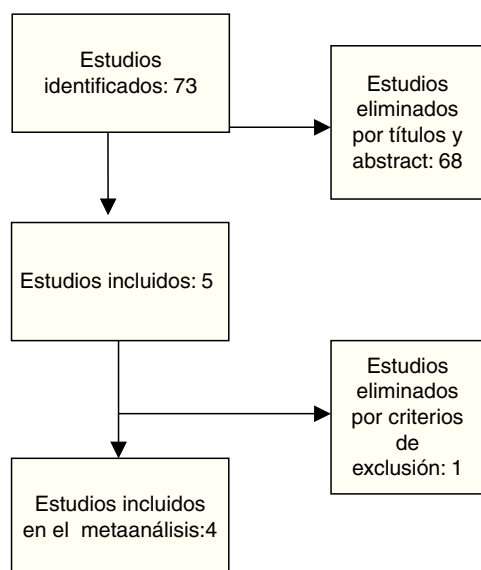 Estudios
identificados: 73
Estudios
eliminados
por títulos y
abstract: 68
Estudios incluidos: 5
Estudios
eliminados
por criterios
de
exclusión: 1
Estudios incluidos
en el metaanálisis:4